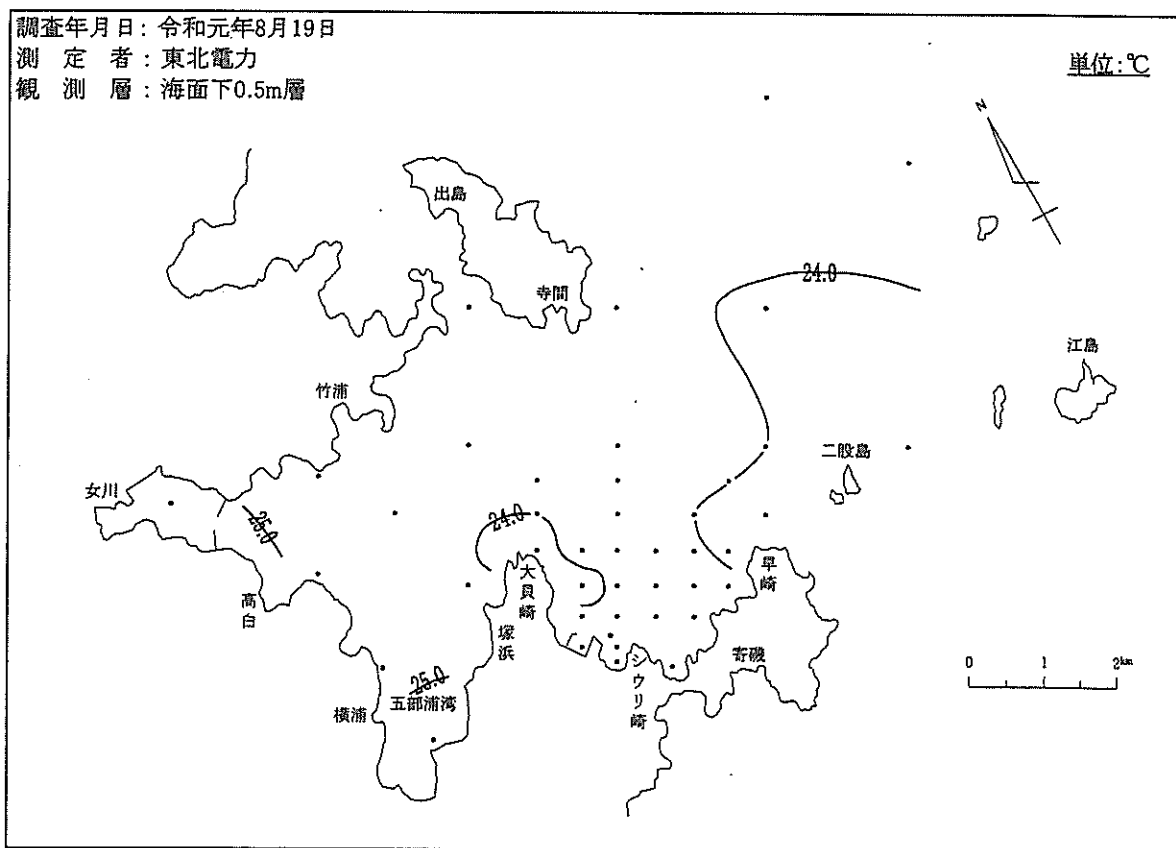 調査年月日：令和元年8月19日
測　定　者：東北電力
観　測　層：海面下0.5m層
単位：℃
N
出島
寺間
24.0
江島
竹浦
二股島
女川
25.0
24.0
高白
大貝崎
早崎
塚浜
寄磯
シウリ崎
25.0
五部浦湾
横浦
0 1 2km